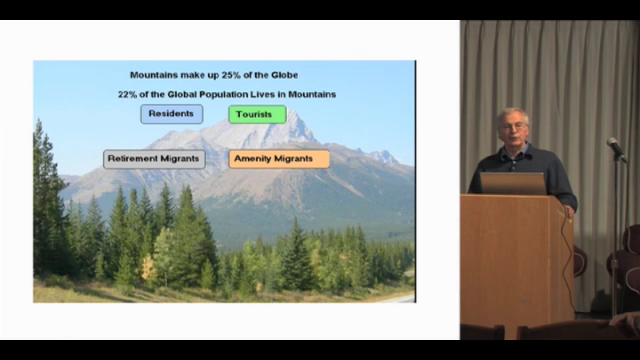 Mountains make up 25% of the Globe
22% of the Global Population Lives in Mountains
Residents
Tourists
Retirement Migrants
Amenity Migrants